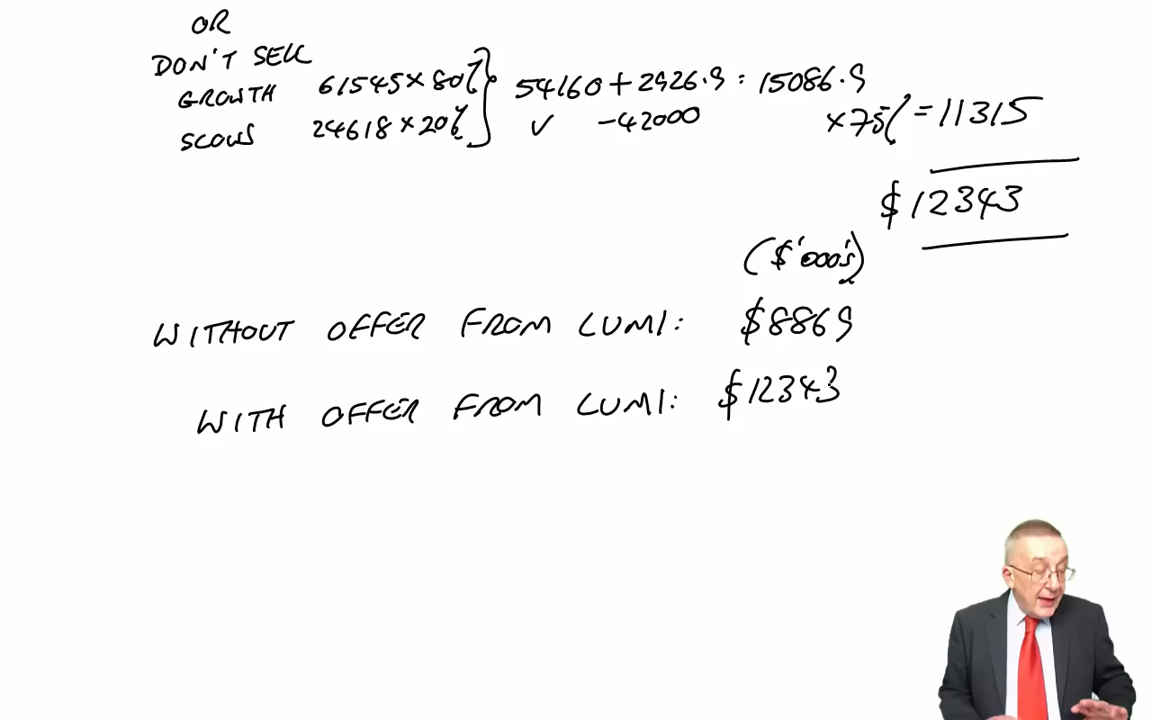 OR
DON'T SELL
GROWTH 61545 × 80% } 54160 + 2926.9 : 15086.9
SLOWS 24618 × 20% ✓ -42000 × 75% = 11315
$12343
($'000's)
WITHOUT OFFER FROM LUMI: $8869
WITH OFFER FROM LUMI: $12343